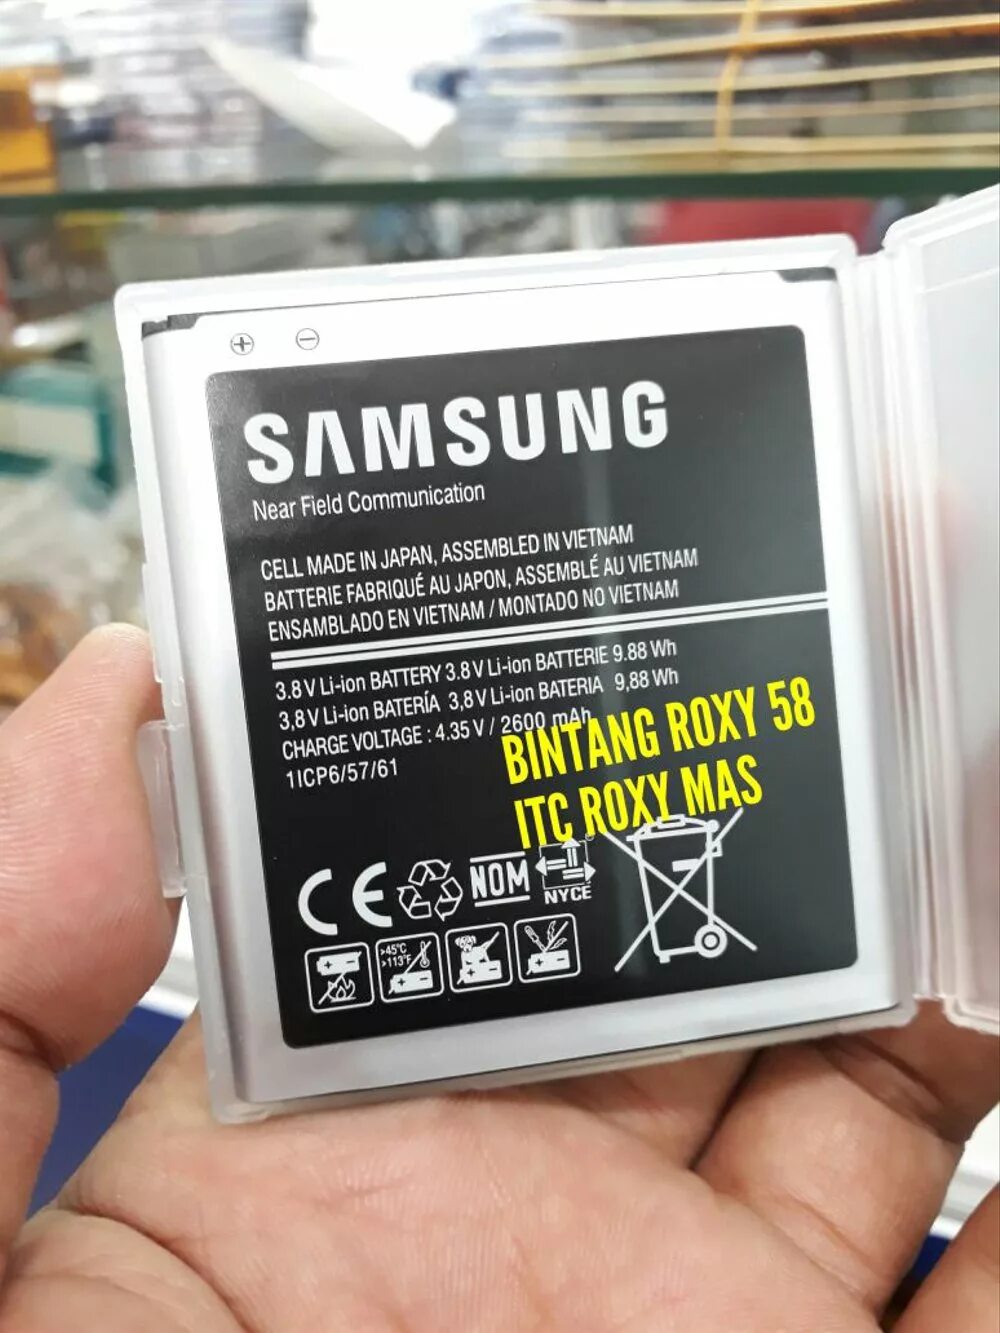 SAMSUNG
Near Field Communication
CELL MADE IN JAPAN, ASSEMBLED IN VIETNAM
BATTERIE FABRIQUÉ AU JAPON, ASSEMBLÉ AU VIETNAM
ENSAMBLADO EN VIETNAM / MONTADO NO VIETNAM
3.8 V Li-ion BATTERY 3.8 V Li-ion BATTERIE 9.88 Wh
3,8 V Li-ion BATERÍA 3,8 V Li-ion BATERIA 9,88 Wh
CHARGE VOLTAGE : 4.35 V / 2600 mAh
1ICP6/57/61
BINTANG ROXY 58
ITC ROXY MAS
CE NOM NYCE
>45°C
>113°F